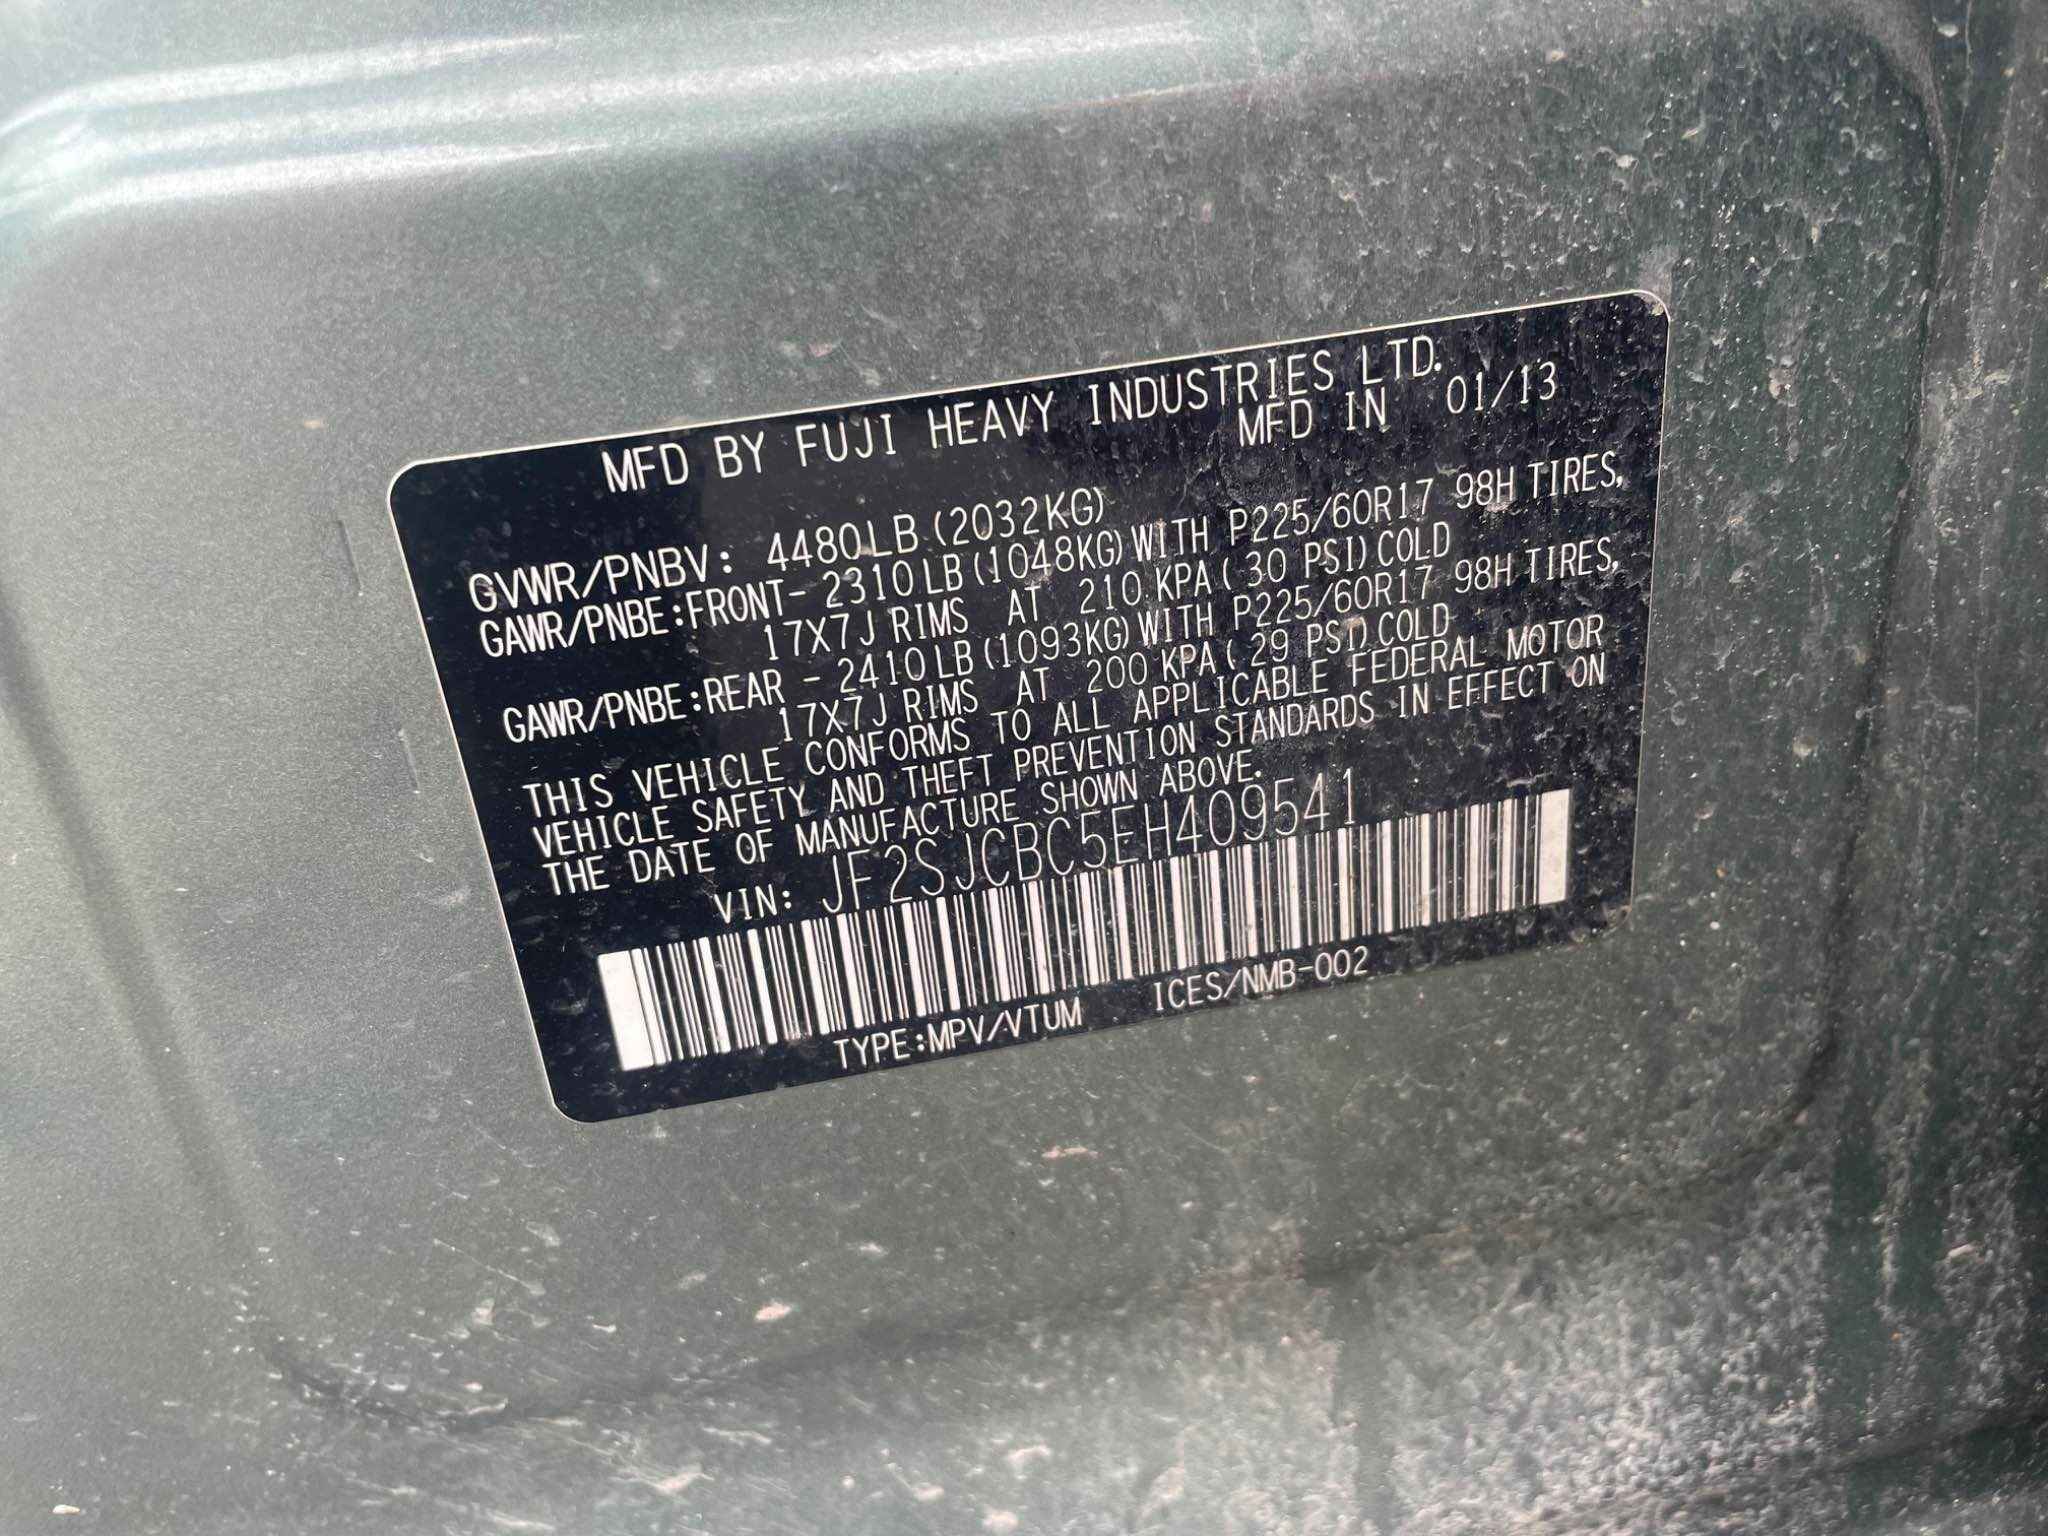 MFD BY FUJI HEAVY INDUSTRIES LTD.
MFD IN 01/13
GVWR/PNBV: 4480LB (2032KG)
GAWR/PNBE:FRONT- 2310LB (1048KG) WITH P225/60R17 98H TIRES,
17X7J RIMS AT 210 KPA ( 30 PSI) COLD
GAWR/PNBE:REAR - 2410LB (1093KG) WITH P225/60R17 98H TIRES,
17X7J RIMS AT 200 KPA ( 29 PSI) COLD
THIS VEHICLE CONFORMS TO ALL APPLICABLE FEDERAL MOTOR
VEHICLE SAFETY AND THEFT PREVENTION STANDARDS IN EFFECT ON
THE DATE OF MANUFACTURE SHOWN ABOVE.
VIN: JF2SJCBC5EH409541
TYPE:MPV/VTUM ICES/NMB-002